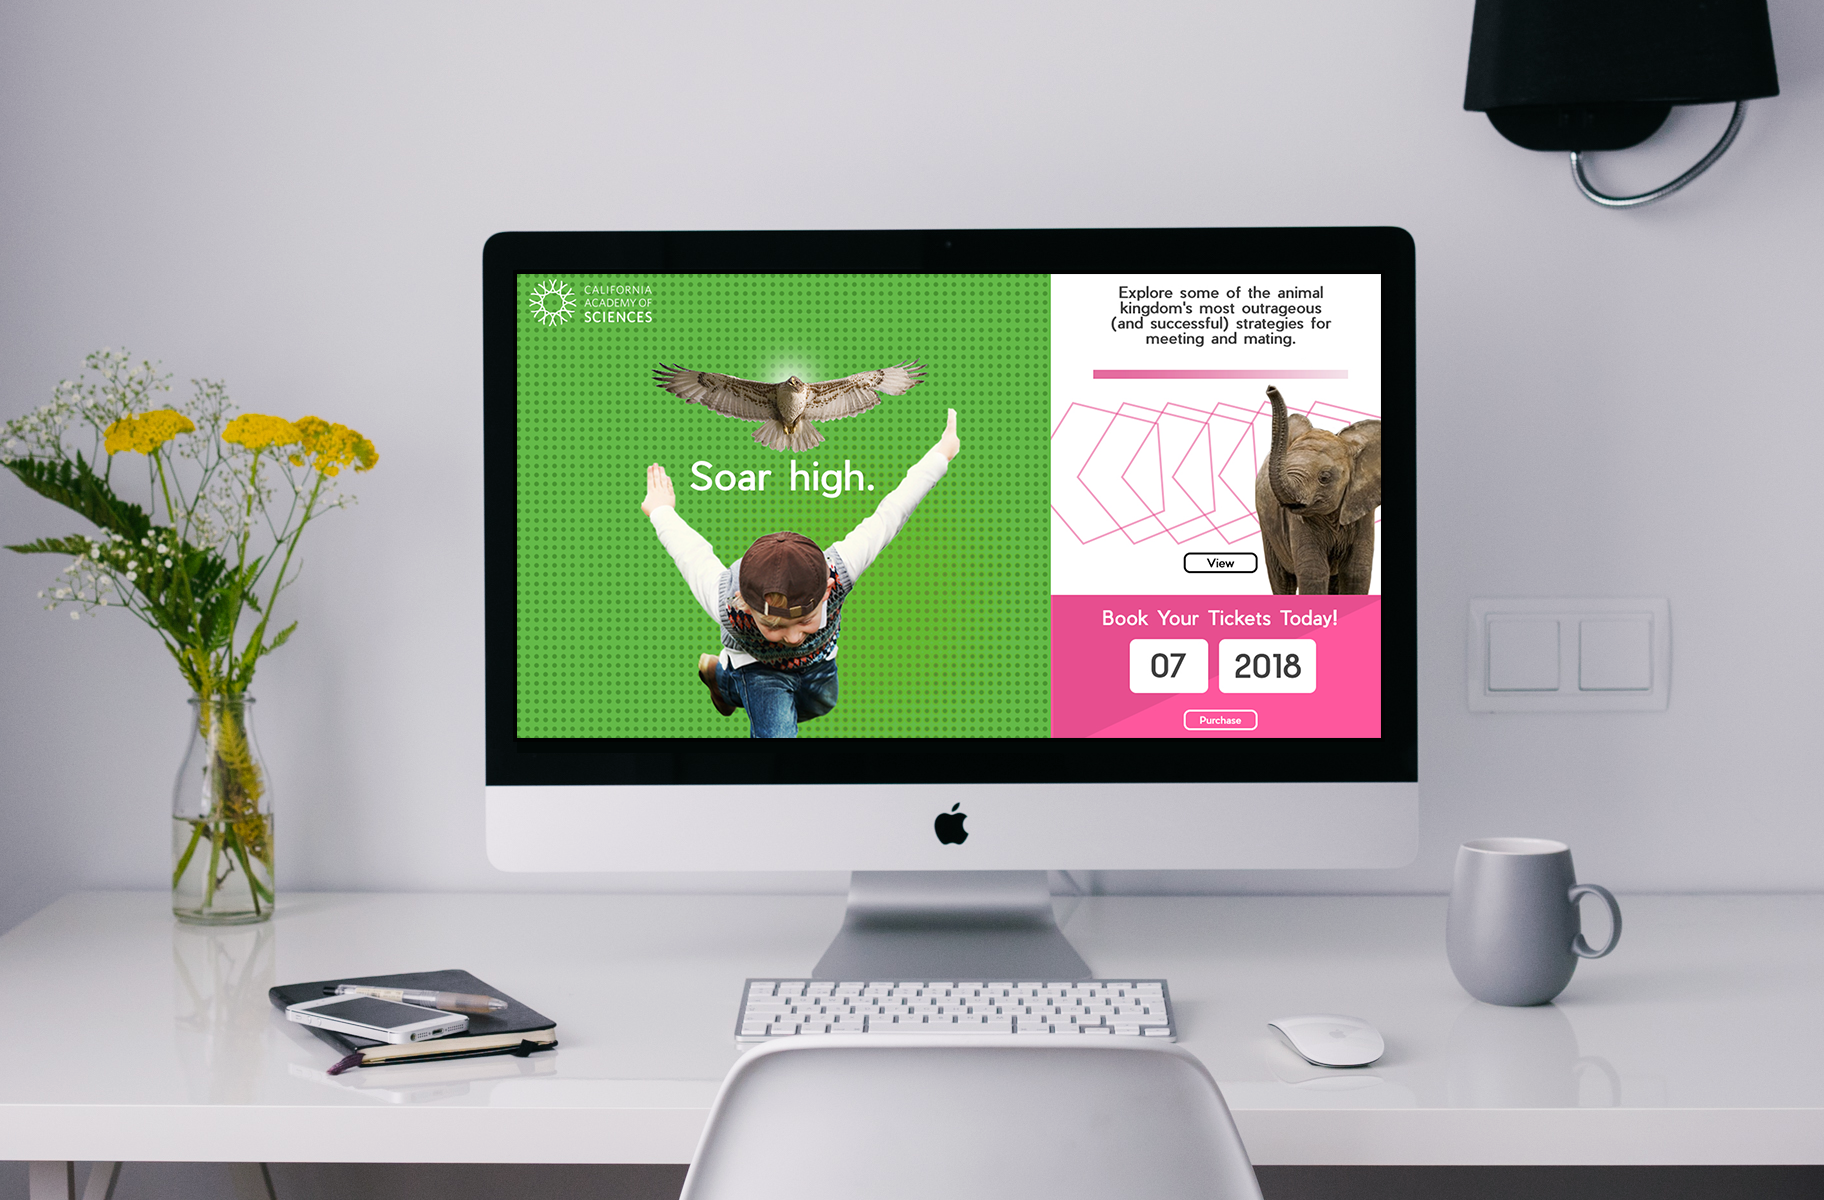 CALIFORNIA
ACADEMY OF
SCIENCES
Soar high.
Explore some of the animal
kingdom's most outrageous
(and successful) strategies for
meeting and mating.
View
Book Your Tickets Today!
07 2018
Purchase